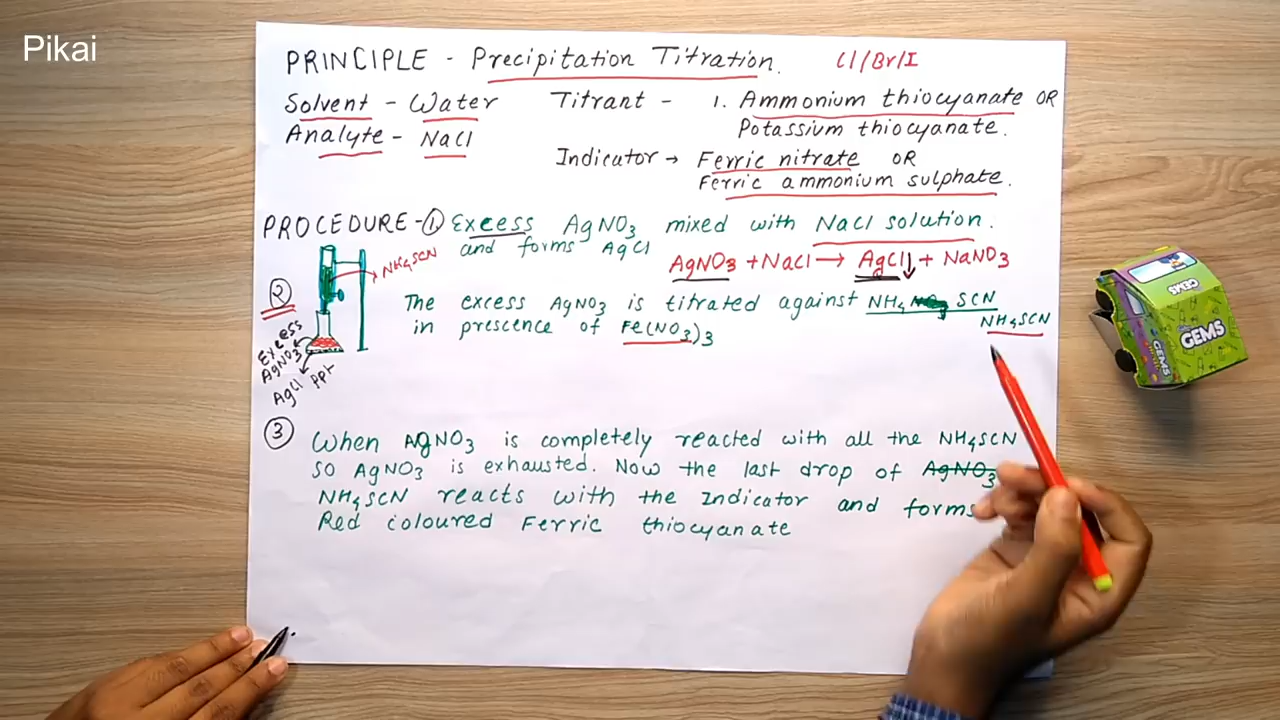 Pikai
PRINCIPLE - Precipitation Titration. Cl/Br/I
Solvent - Water
Analyte - NaCl
Titrant - 1. Ammonium thiocyanate OR
Potassium thiocyanate.
Indicator → Ferric nitrate OR
Ferric ammonium sulphate.
PROCEDURE - ① Excess AgNO3 mixed with NaCl solution.
and forms AgCl
AgNO3 + NaCl → AgCl↓ + NaNO3
②
NH4SCN
Excess
AgNO3
AgCl ppt
The excess AgNO3 is titrated against NH4 SCN
NH4SCN
in prescence of Fe(NO3)3
③
When AgNO3 is completely reacted with all the NH4SCN
so AgNO3 is exhausted. Now the last drop of AgNO3
NH4SCN reacts with the Indicator and forms
Red coloured Ferric thiocyanate
GEMS
GEMS
GEMS